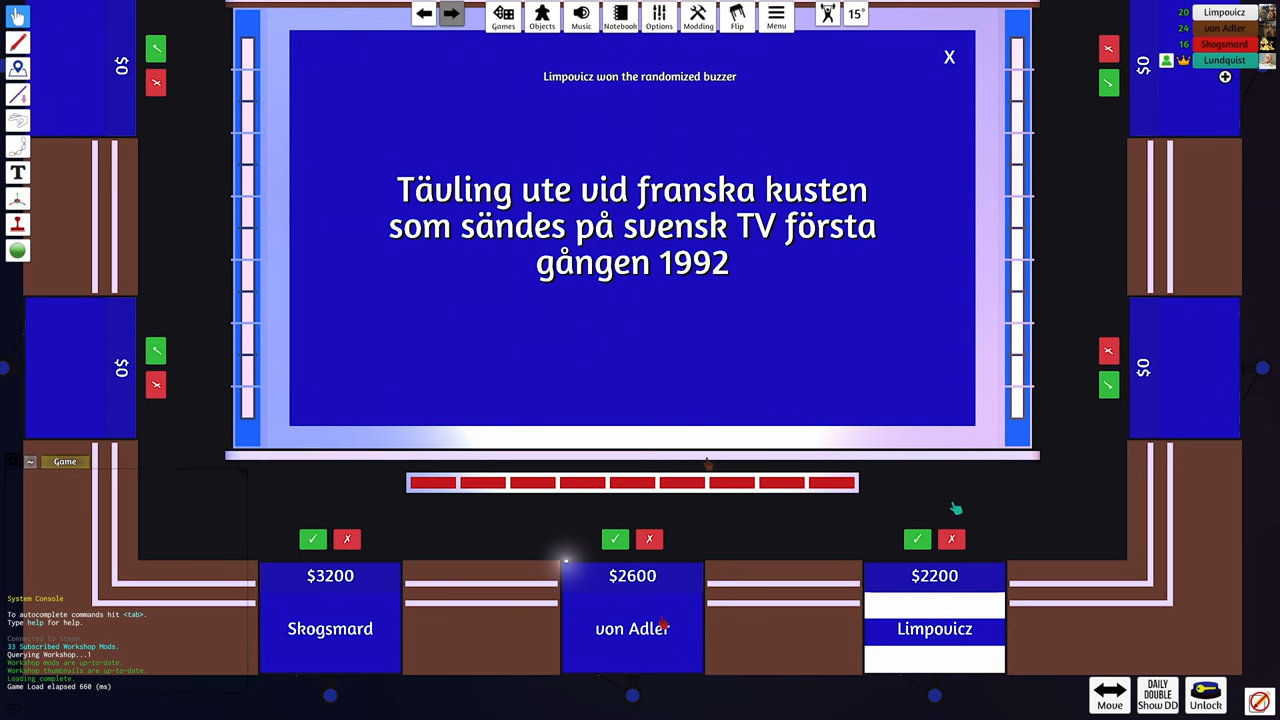 Games
Objects
Music
Notebook
Options
Modding
Flip
Menu
15°
20 Limpovicz
24 von Adler
16 Skogsmard
Lundquist
X
Limpovicz won the randomized buzzer
Tävling ute vid franska kusten
som sändes på svensk TV första
gången 1992
$0
$0
$0
$0
~ Game
$3200
Skogsmard
$2600
von Adler
$2200
Limpovicz
System Console
To autocomplete commands hit <tab>.
Type help for help.
Connected to Steam.
33 Subscribed Workshop Mods.
Querying Workshop...1
Workshop mods are up-to-date.
Workshop thumbnails are up-to-date.
Loading complete.
Game Load elapsed 660 (ms)
Move
DAILY
DOUBLE
Show DD
Unlock
T